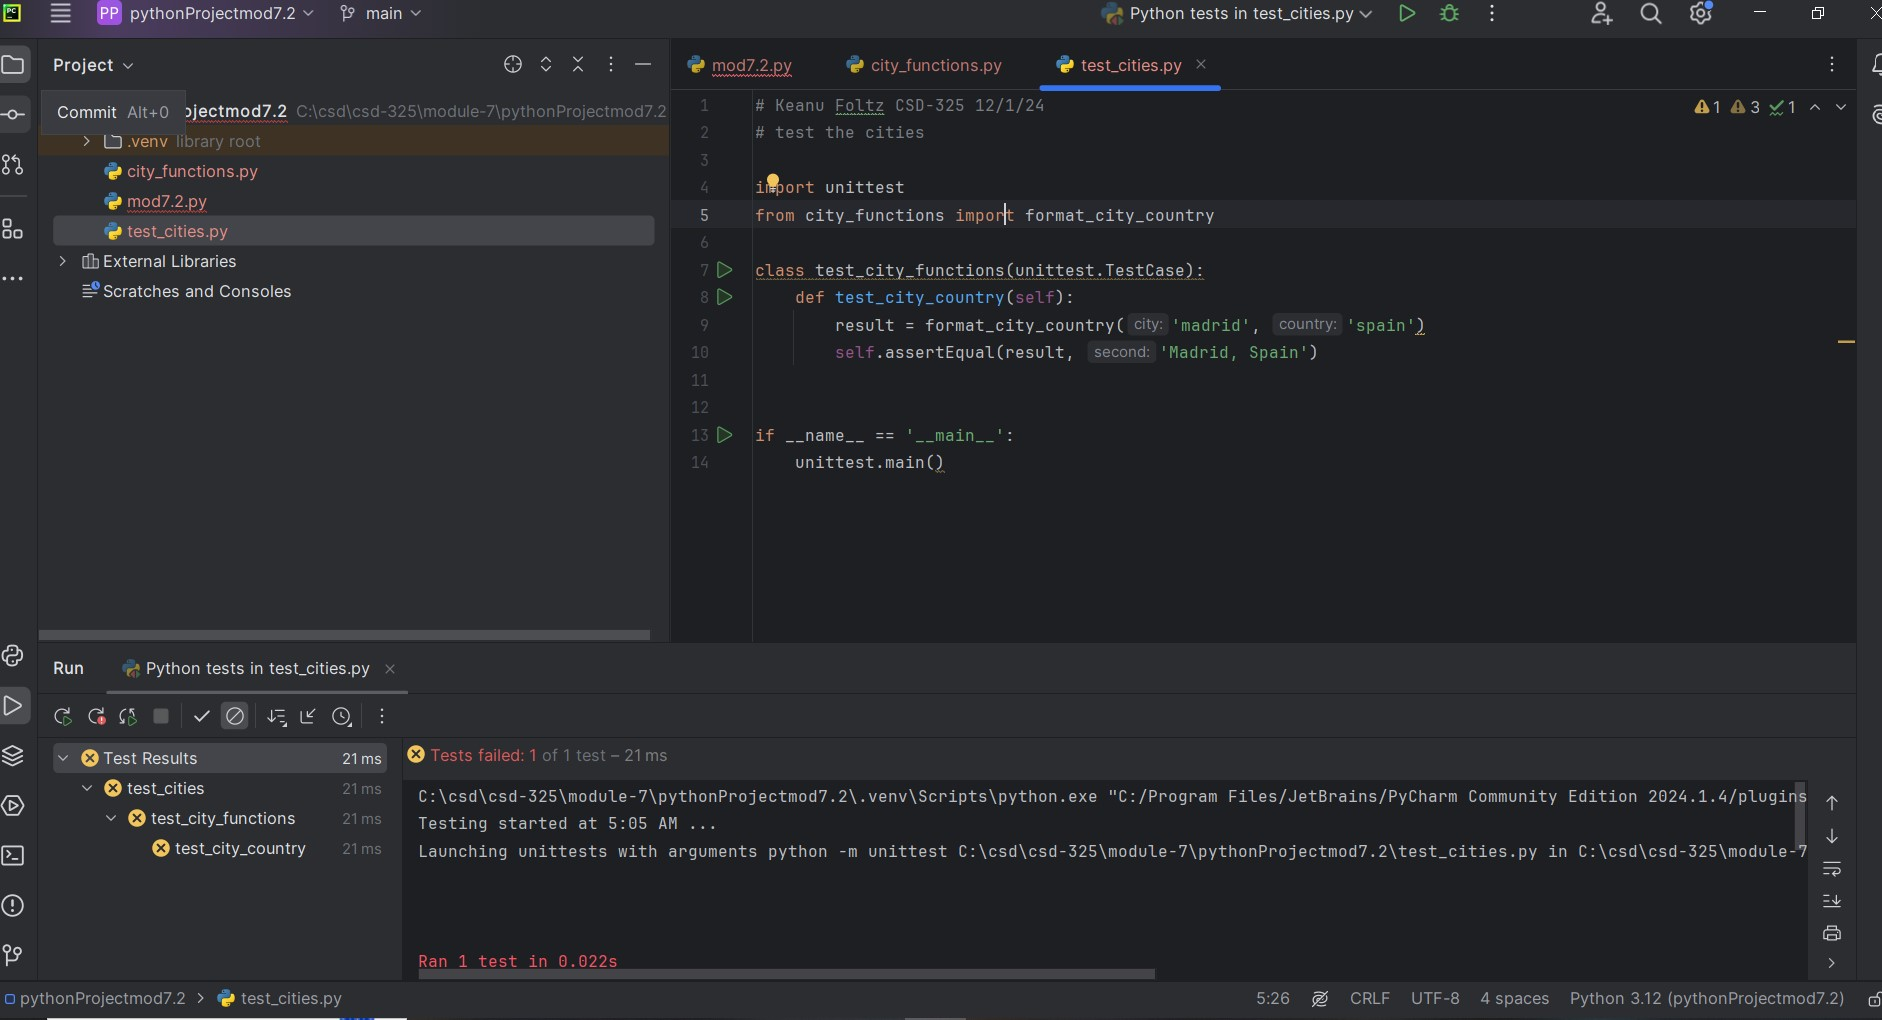 PC PP pythonProjectmod7.2 main Python tests in test_cities.py
Project
mod7.2.py city_functions.py test_cities.py
Commit Alt+0 ojectmod7.2 C:\csd\csd-325\module-7\pythonProjectmod7.2
.venv library root
city_functions.py
mod7.2.py
test_cities.py
External Libraries
Scratches and Consoles
1 # Keanu Foltz CSD-325 12/1/24
1 3 1
2 # test the cities
3
4 import unittest
5 from city_functions import format_city_country
6
7 class test_city_functions(unittest.TestCase):
8 def test_city_country(self):
9 result = format_city_country( city: 'madrid', country: 'spain')
10 self.assertEqual(result, second: 'Madrid, Spain')
11
12
13 if __name__ == '__main__':
14 unittest.main()
Run Python tests in test_cities.py
Test Results 21 ms
test_cities 21 ms
test_city_functions 21 ms
test_city_country 21 ms
Tests failed: 1 of 1 test – 21 ms
C:\csd\csd-325\module-7\pythonProjectmod7.2\.venv\Scripts\python.exe "C:/Program Files/JetBrains/PyCharm Community Edition 2024.1.4/plugins
Testing started at 5:05 AM ...
Launching unittests with arguments python -m unittest C:\csd\csd-325\module-7\pythonProjectmod7.2\test_cities.py in C:\csd\csd-325\module-7
Ran 1 test in 0.022s
pythonProjectmod7.2 test_cities.py 5:26 CRLF UTF-8 4 spaces Python 3.12 (pythonProjectmod7.2)